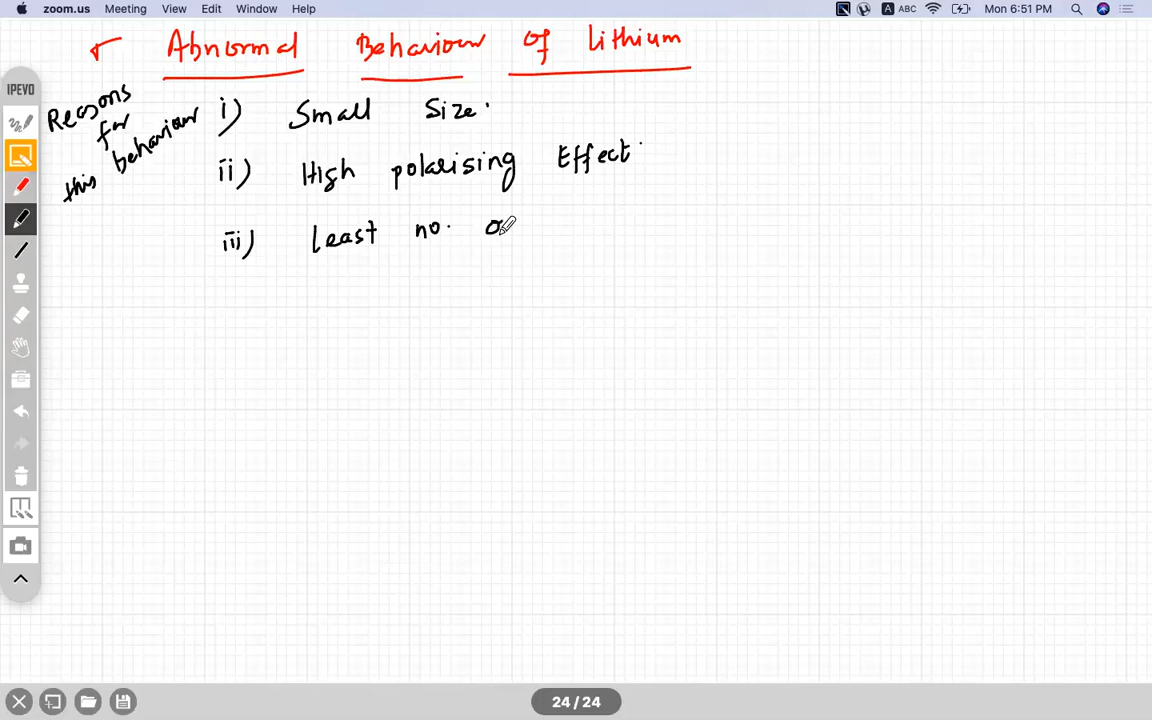 zoom.us Meeting View Edit Window Help
A ABC Mon 6:51 PM
Abnormal Behaviour of lithium
IPEVO
Reasons for this behaviour
i) Small Size.
ii) High polarising Effect.
iii) least no. o
24 / 24